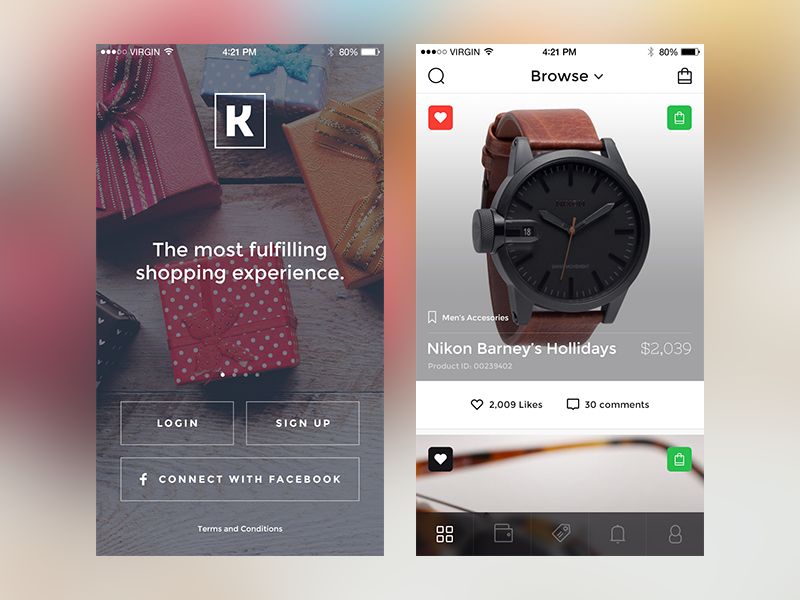 VIRGIN 4:21 PM 80%
K
The most fulfilling
shopping experience.
LOGIN SIGN UP
f CONNECT WITH FACEBOOK
Terms and Conditions
VIRGIN 4:21 PM 80%
Browse
NIXON
18
Men's Accesories
Nikon Barney's Hollidays $2,039
Product ID: 00239402
2,009 Likes 30 comments